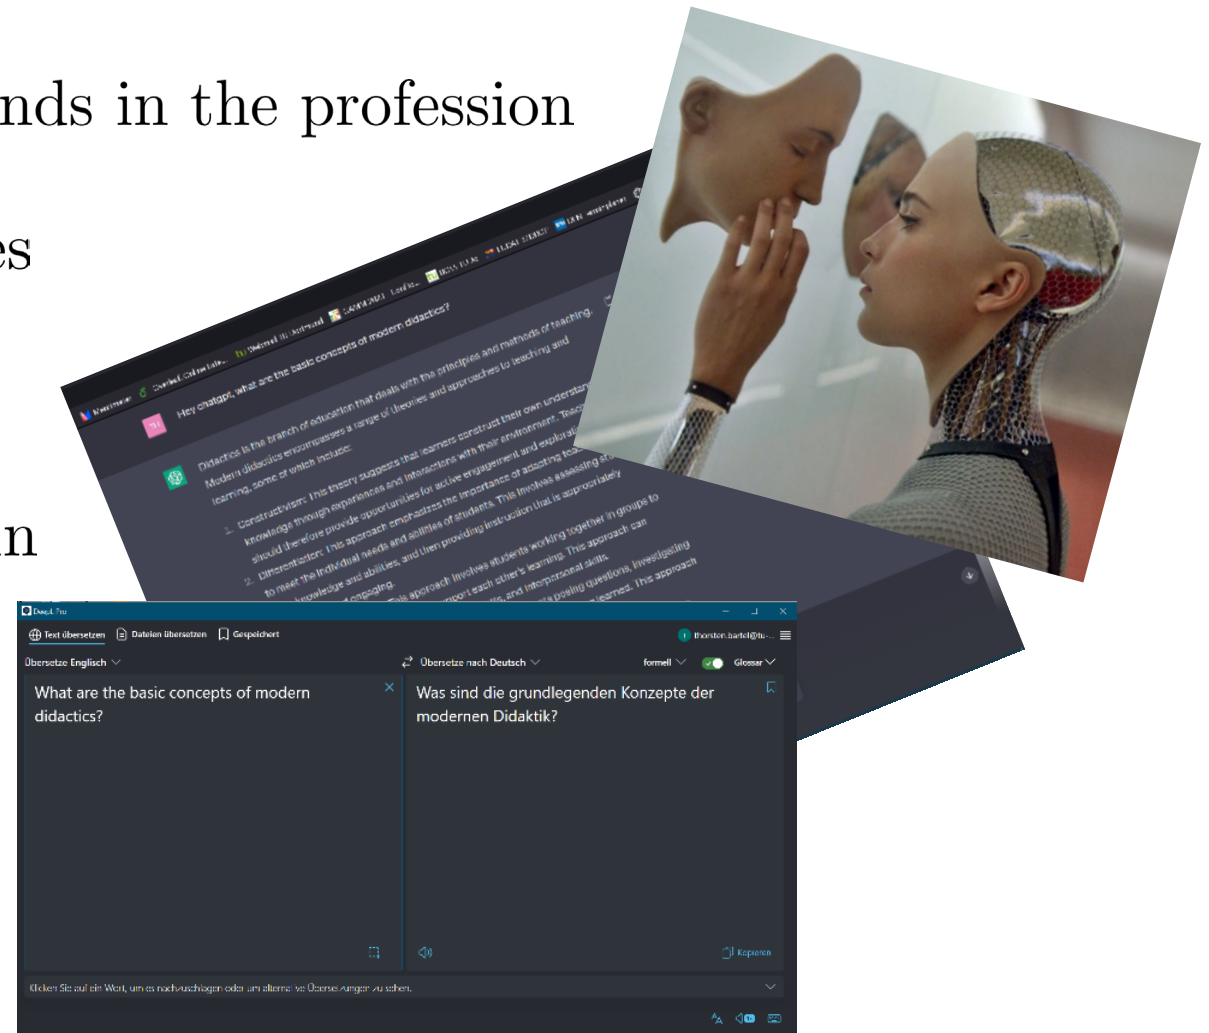 nds in the profession
es
n
Hey chatgpt, what are the basic concepts of modern didactics?
Didactics is the branch of education that deals with the principles and methods of teaching.
Modern didactics encompasses a range of theories and approaches to teaching and
learning, some of which include:
1. Constructivism: This theory suggests that learners construct their own
knowledge through experiences and interactions with their environment.
should therefore provide opportunities for active engagement and
2. Differentiation: This approach emphasizes the importance of adapting
to meet the individual needs and abilities of students. This involves assessing
knowledge and abilities, and then providing instruction that is appropriately
engaging.
This approach involves students working together in groups to
support each other's learning. This approach can
skills, and interpersonal skills.
posing questions, investigating
learned. This approach
DeepL Pro
Text übersetzen Dateien übersetzen Gespeichert thorsten.bartel@tu-...
Übersetze Englisch Übersetze nach Deutsch formell Glossar
What are the basic concepts of modern
didactics?
Was sind die grundlegenden Konzepte der
modernen Didaktik?
Kopieren
Klicken Sie auf ein Wort, um es nachzuschlagen oder um alternative Übersetzungen zu sehen.